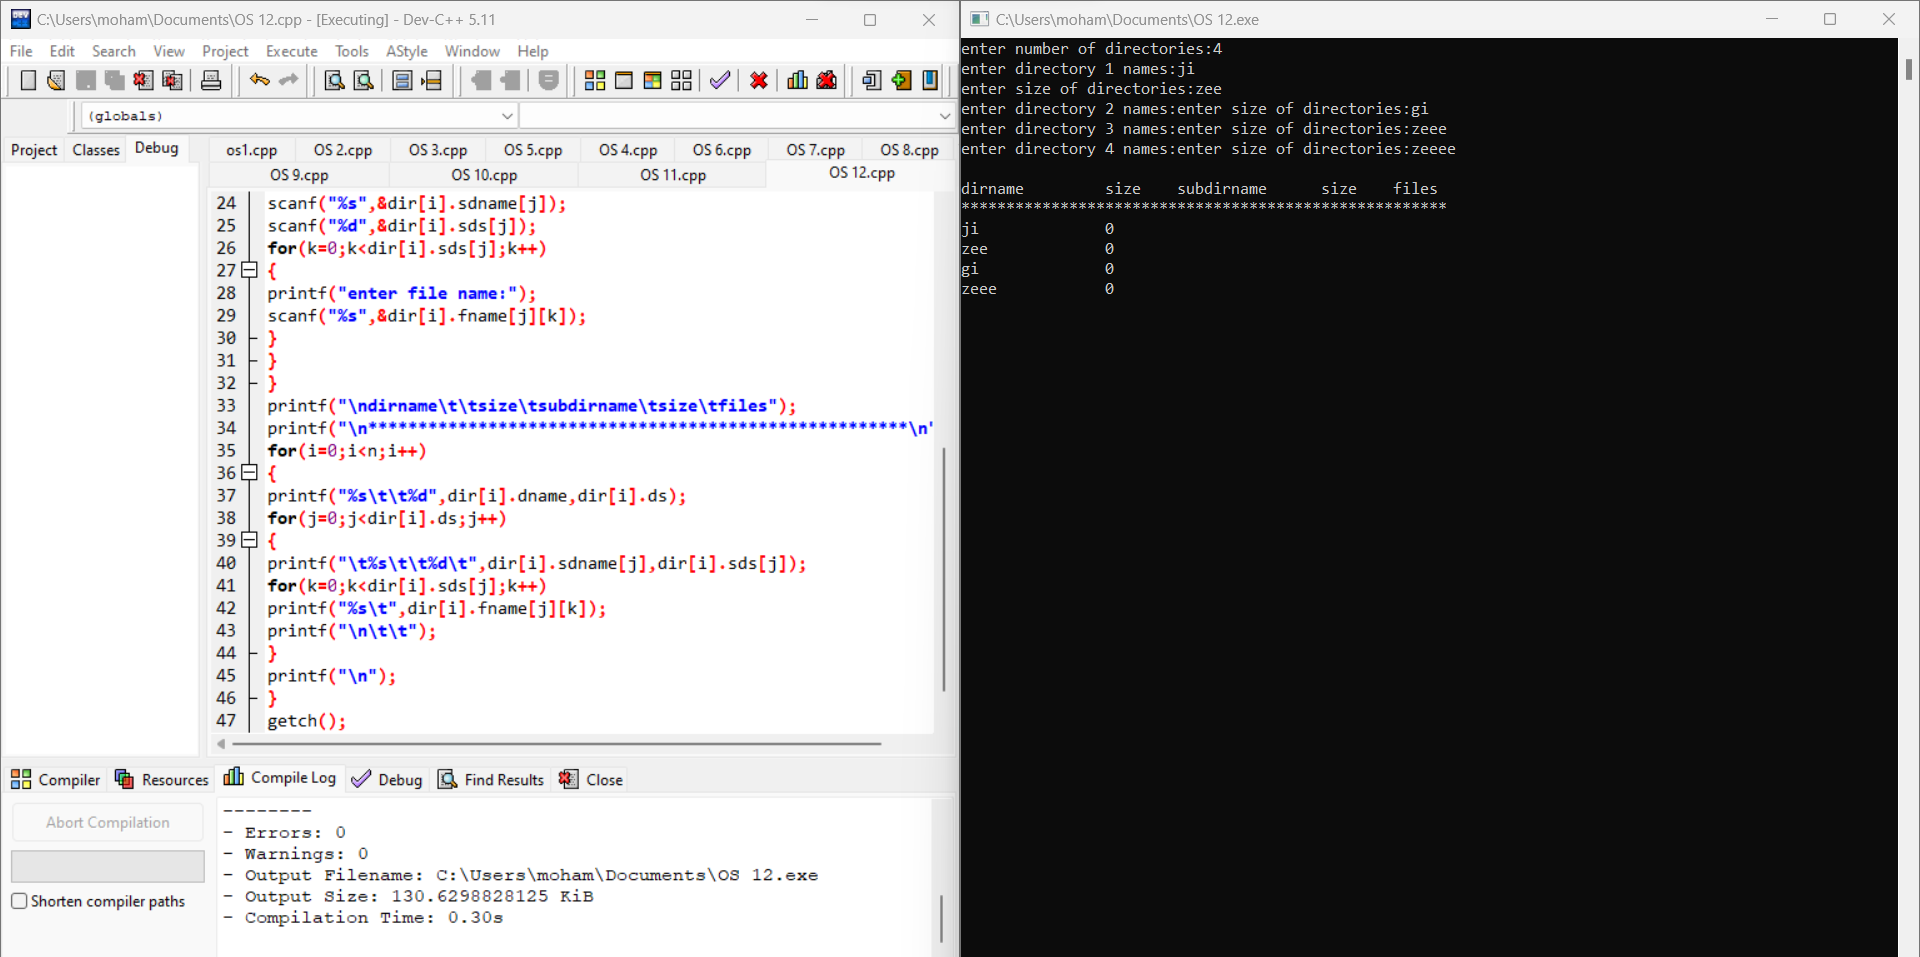 C:\Users\moham\Documents\OS 12.cpp - [Executing] - Dev-C++ 5.11
File Edit Search View Project Execute Tools AStyle Window Help
(globals)
Project Classes Debug
os1.cpp OS 2.cpp OS 3.cpp OS 5.cpp OS 4.cpp OS 6.cpp OS 7.cpp OS 8.cpp
OS 9.cpp OS 10.cpp OS 11.cpp OS 12.cpp
24 scanf("%s",&dir[i].sdname[j]);
25 scanf("%d",&dir[i].sds[j]);
26 for(k=0;k<dir[i].sds[j];k++)
27 {
28 printf("enter file name:");
29 scanf("%s",&dir[i].fname[j][k]);
30 }
31 }
32 }
33 printf("\ndirname\t\tsize\tsubdirname\tsize\tfiles");
34 printf("\n******************************************************\n"
35 for(i=0;i<n;i++)
36 {
37 printf("%s\t\t%d",dir[i].dname,dir[i].ds);
38 for(j=0;j<dir[i].ds;j++)
39 {
40 printf("\t%s\t\t%d\t",dir[i].sdname[j],dir[i].sds[j]);
41 for(k=0;k<dir[i].sds[j];k++)
42 printf("%s\t",dir[i].fname[j][k]);
43 printf("\n\t\t");
44 }
45 printf("\n");
46 }
47 getch();
Compiler Resources Compile Log Debug Find Results Close
Abort Compilation
Shorten compiler paths
--------
- Errors: 0
- Warnings: 0
- Output Filename: C:\Users\moham\Documents\OS 12.exe
- Output Size: 130.6298828125 KiB
- Compilation Time: 0.30s
C:\Users\moham\Documents\OS 12.exe
enter number of directories:4
enter directory 1 names:ji
enter size of directories:zee
enter directory 2 names:enter size of directories:gi
enter directory 3 names:enter size of directories:zeee
enter directory 4 names:enter size of directories:zeeee
dirname size subdirname size files
******************************************************
ji 0
zee 0
gi 0
zeee 0